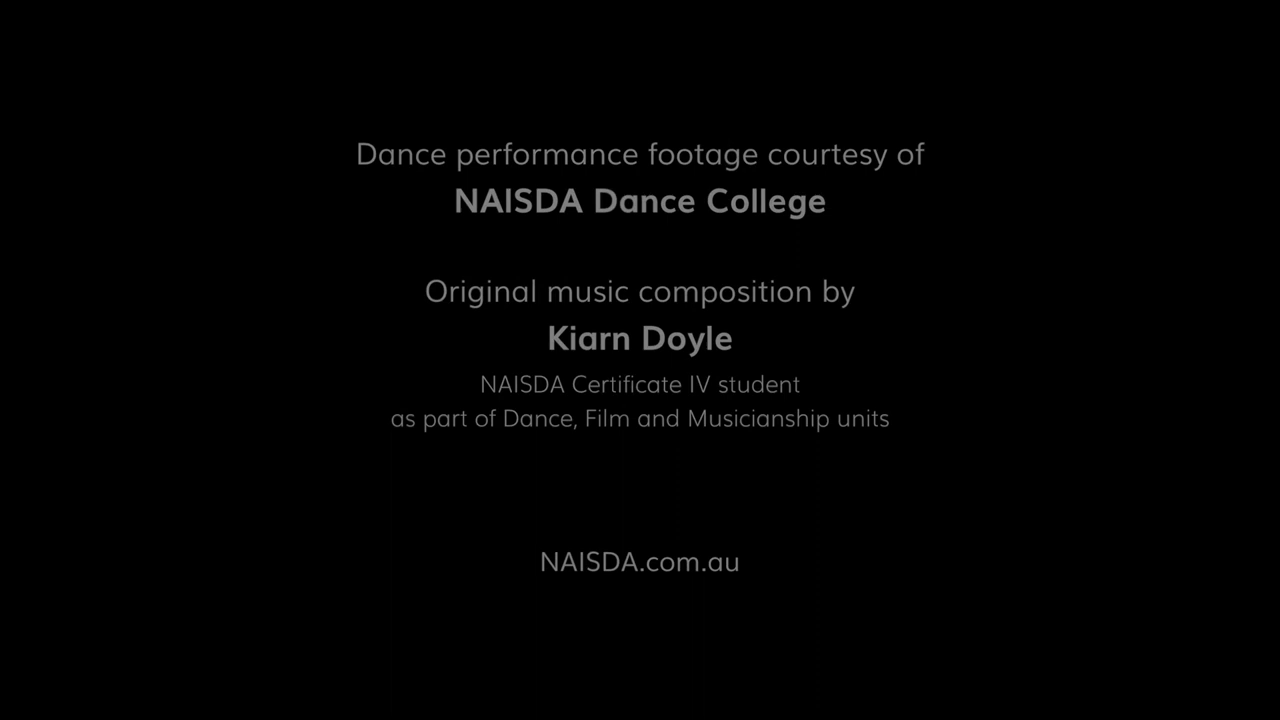 Dance performance footage courtesy of
NAISDA Dance College
Original music composition by
Kiarn Doyle
NAISDA Certificate IV student
as part of Dance, Film and Musicianship units
NAISDA.com.au